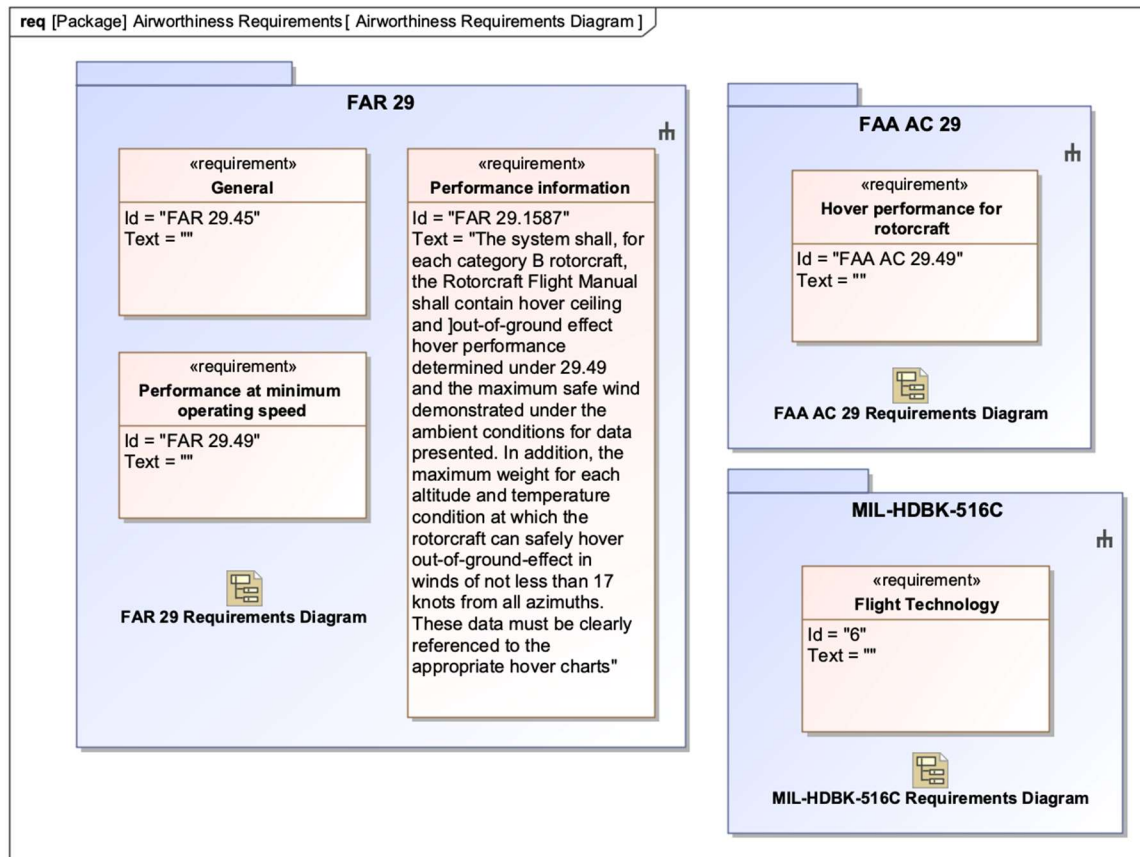 req [Package] Airworthiness Requirements[ Airworthiness Requirements Diagram ]
FAR 29
«requirement»
General
Id = "FAR 29.45"
Text = ""
«requirement»
Performance at minimum
operating speed
Id = "FAR 29.49"
Text = ""
FAR 29 Requirements Diagram
«requirement»
Performance information
Id = "FAR 29.1587"
Text = "The system shall, for
each category B rotorcraft,
the Rotorcraft Flight Manual
shall contain hover ceiling
and ]out-of-ground effect
hover performance
determined under 29.49
and the maximum safe wind
demonstrated under the
ambient conditions for data
presented. In addition, the
maximum weight for each
altitude and temperature
condition at which the
rotorcraft can safely hover
out-of-ground-effect in
winds of not less than 17
knots from all azimuths.
These data must be clearly
referenced to the
appropriate hover charts"
FAA AC 29
«requirement»
Hover performance for
rotorcraft
Id = "FAA AC 29.49"
Text = ""
FAA AC 29 Requirements Diagram
MIL-HDBK-516C
«requirement»
Flight Technology
Id = "6"
Text = ""
MIL-HDBK-516C Requirements Diagram